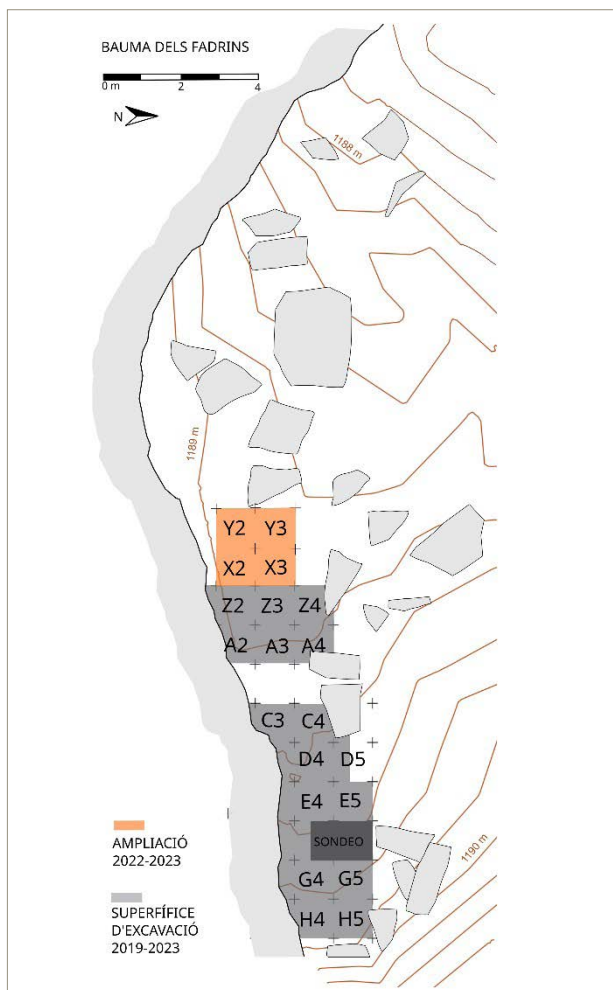 BAUMA DELS FADRINS
0 m 2 4
N
1188 m
1189 m
Y2 Y3
X2 X3
Z2 Z3 Z4
A2 A3 A4
C3 C4
D4 D5
E4 E5
SONDEO
G4 G5
H4 H5
1190 m
AMPLIACIÓ
2022-2023
SUPERFÍFICE
D'EXCAVACIÓ
2019-2023